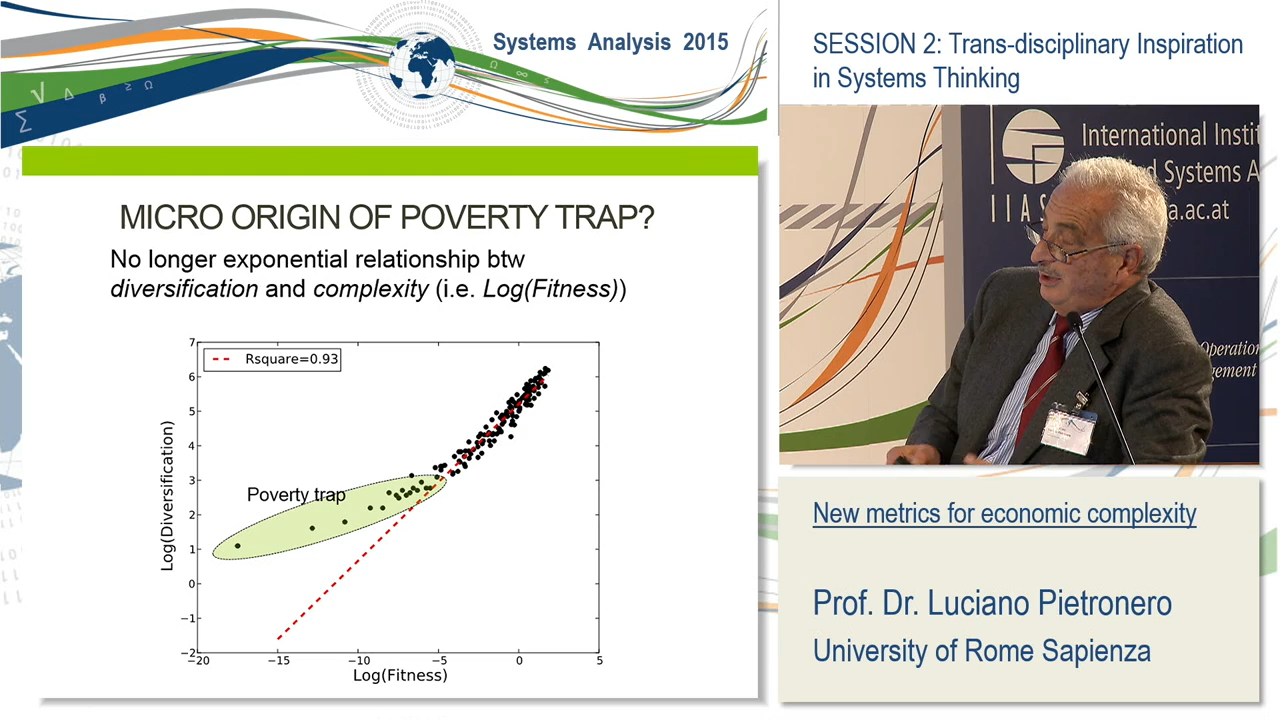 Systems Analysis 2015
SESSION 2: Trans-disciplinary Inspiration
in Systems Thinking
MICRO ORIGIN OF POVERTY TRAP?
No longer exponential relationship btw
diversification and complexity (i.e. Log(Fitness))
Rsquare=0.93
Poverty trap
Log(Diversification)
7
6
5
4
3
2
1
0
−1
−2
−20
−15
−10
−5
0
5
Log(Fitness)
International Instit
d Systems A
IIAS
a.ac.at
Operation
gement
New metrics for economic complexity
Prof. Dr. Luciano Pietronero
University of Rome Sapienza